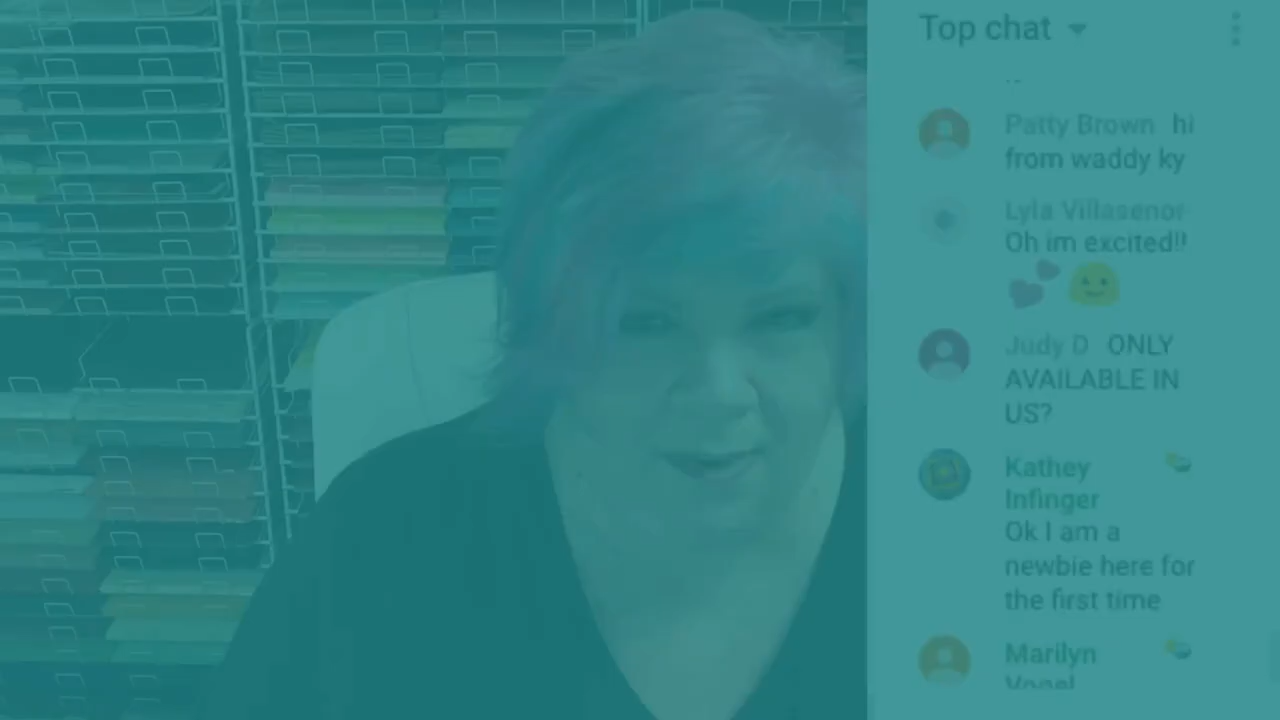 Top chat
Patty Brown hi
from waddy ky
Lyla Villasenor
Oh im excited!!
Judy D ONLY
AVAILABLE IN
US?
Kathey
Infinger
Ok I am a
newbie here for
the first time
Marilyn
Vogel